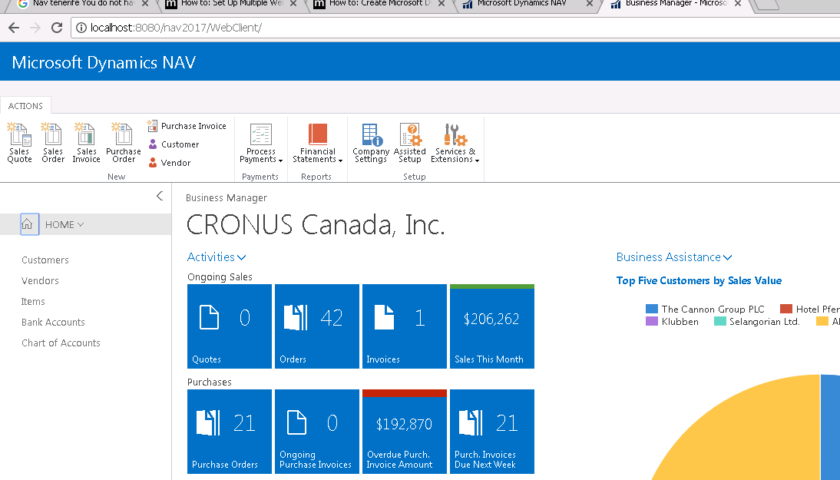 Nav tenerife You do not ha
How to: Set Up Multiple We
How to: Create Microsoft D
Microsoft Dynamics NAV
Business Manager - Microso
localhost:8080/nav2017/WebClient/
Microsoft Dynamics NAV
ACTIONS
Sales Quote
Sales Order
Sales Invoice
Purchase Order
Purchase Invoice
Customer
Vendor
New
Process Payments
Payments
Financial Statements
Reports
Company Settings
Assisted Setup
Services & Extensions
Setup
HOME
Customers
Vendors
Items
Bank Accounts
Chart of Accounts
Business Manager
CRONUS Canada, Inc.
Activities
Ongoing Sales
0
Quotes
42
Orders
1
Invoices
$206,262
Sales This Month
Purchases
21
Purchase Orders
0
Ongoing
Purchase Invoices
$192,870
Overdue Purch.
Invoice Amount
21
Purch. Invoices
Due Next Week
Business Assistance
Top Five Customers by Sales Value
The Cannon Group PLC
Hotel Pfer
Klubben
Selangorian Ltd.